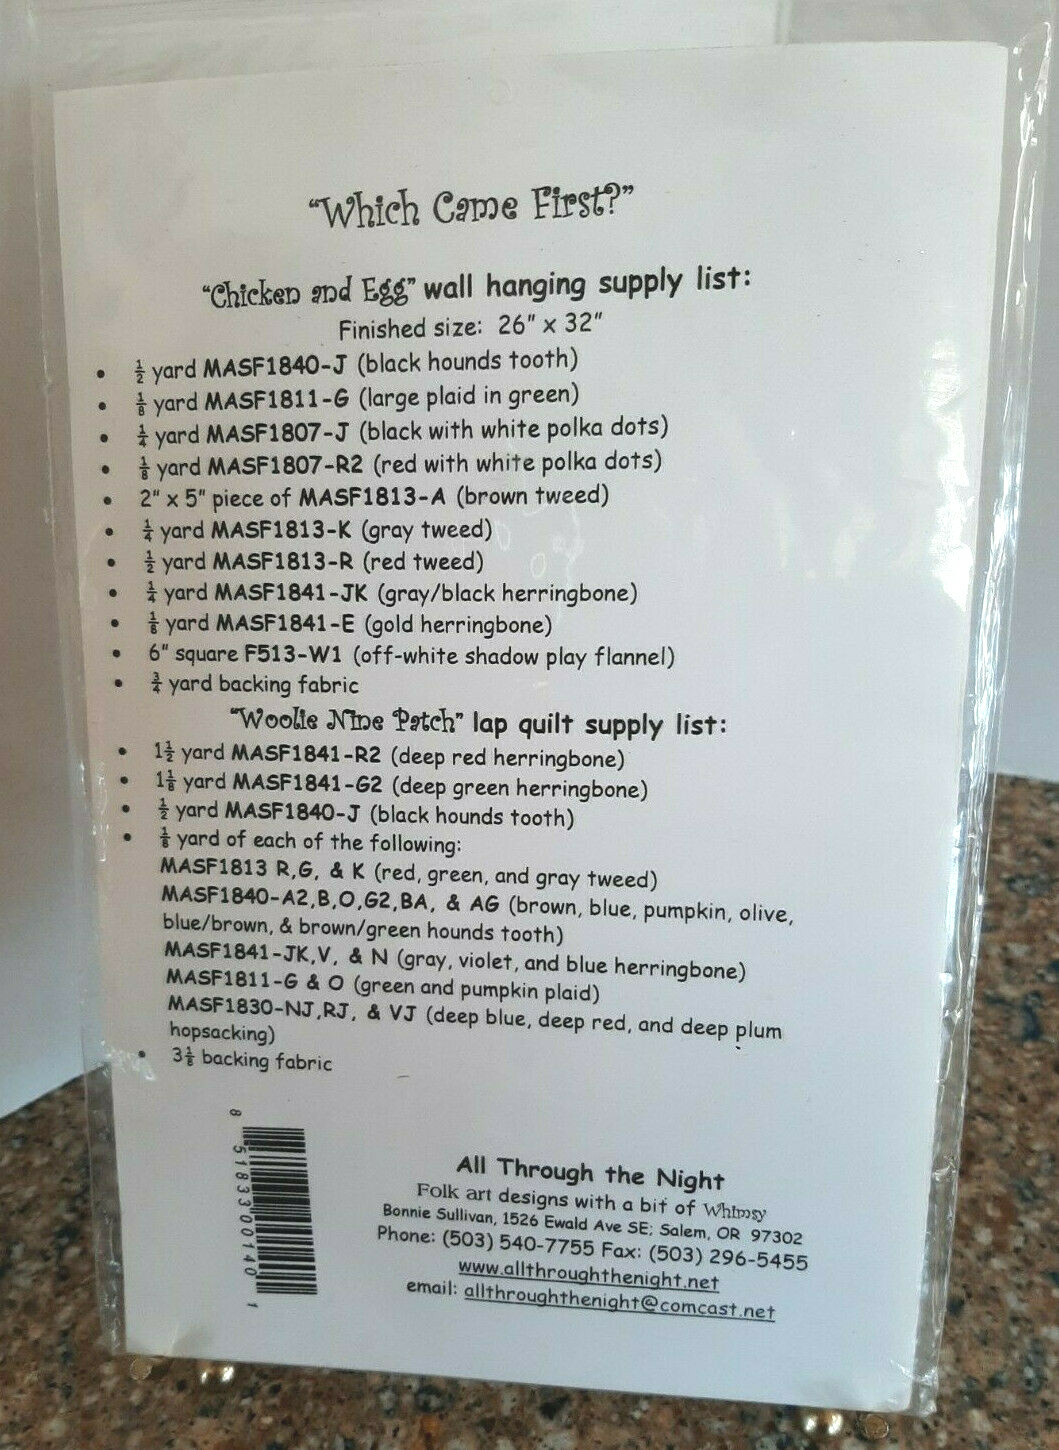 “Which Came First?”
“Chicken and Egg” wall hanging supply list:
Finished size: 26" x 32"
• ½ yard MASF1840-J (black hounds tooth)
• ⅛ yard MASF1811-G (large plaid in green)
• ¼ yard MASF1807-J (black with white polka dots)
• ⅛ yard MASF1807-R2 (red with white polka dots)
• 2" x 5" piece of MASF1813-A (brown tweed)
• ¼ yard MASF1813-K (gray tweed)
• ½ yard MASF1813-R (red tweed)
• ¼ yard MASF1841-JK (gray/black herringbone)
• ⅛ yard MASF1841-E (gold herringbone)
• 6" square F513-W1 (off-white shadow play flannel)
• ¾ yard backing fabric
“Woolie Nine Patch” lap quilt supply list:
• 1½ yard MASF1841-R2 (deep red herringbone)
• 1⅛ yard MASF1841-G2 (deep green herringbone)
• ½ yard MASF1840-J (black hounds tooth)
• ⅛ yard of each of the following:
MASF1813 R,G, & K (red, green, and gray tweed)
MASF1840-A2,B,O,G2,BA, & AG (brown, blue, pumpkin, olive,
blue/brown, & brown/green hounds tooth)
MASF1841-JK,V, & N (gray, violet, and blue herringbone)
MASF1811-G & O (green and pumpkin plaid)
MASF1830-NJ,RJ, & VJ (deep blue, deep red, and deep plum
hopsacking)
• 3⅛ backing fabric
8 51833 00140 1
All Through the Night
Folk art designs with a bit of Whimsy
Bonnie Sullivan, 1526 Ewald Ave SE; Salem, OR 97302
Phone: (503) 540-7755 Fax: (503) 296-5455
www.allthroughthenight.net
email: allthroughthenight@comcast.net